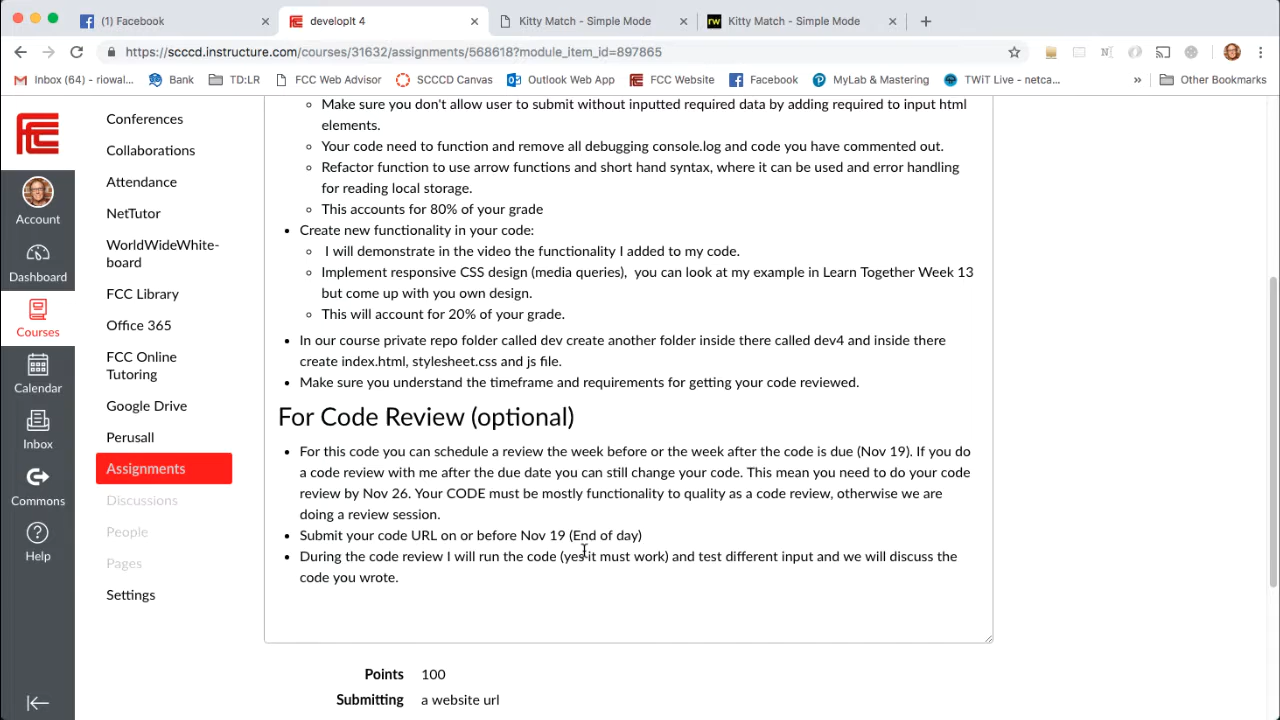 (1) Facebook
developIt 4
Kitty Match - Simple Mode
rw Kitty Match - Simple Mode
https://scccd.instructure.com/courses/31632/assignments/568618?module_item_id=897865
Inbox (64) - riowal...
Bank
TD:LR
FCC Web Advisor
SCCCD Canvas
Outlook Web App
FCC Website
Facebook
MyLab & Mastering
TWiT Live - netca...
»
Other Bookmarks
Account
Dashboard
Courses
Calendar
Inbox
Commons
Help
Conferences
Collaborations
Attendance
NetTutor
WorldWideWhite-
board
FCC Library
Office 365
FCC Online
Tutoring
Google Drive
Perusall
Assignments
Discussions
People
Pages
Settings
Make sure you don't allow user to submit without inputted required data by adding required to input html
elements.
Your code need to function and remove all debugging console.log and code you have commented out.
Refactor function to use arrow functions and short hand syntax, where it can be used and error handling
for reading local storage.
This accounts for 80% of your grade
Create new functionality in your code:
I will demonstrate in the video the functionality I added to my code.
Implement responsive CSS design (media queries), you can look at my example in Learn Together Week 13
but come up with you own design.
This will account for 20% of your grade.
In our course private repo folder called dev create another folder inside there called dev4 and inside there
create index.html, stylesheet.css and js file.
Make sure you understand the timeframe and requirements for getting your code reviewed.
For Code Review (optional)
For this code you can schedule a review the week before or the week after the code is due (Nov 19). If you do
a code review with me after the due date you can still change your code. This mean you need to do your code
review by Nov 26. Your CODE must be mostly functionality to quality as a code review, otherwise we are
doing a review session.
Submit your code URL on or before Nov 19 (End of day)
During the code review I will run the code (yes it must work) and test different input and we will discuss the
code you wrote.
Points 100
Submitting a website url